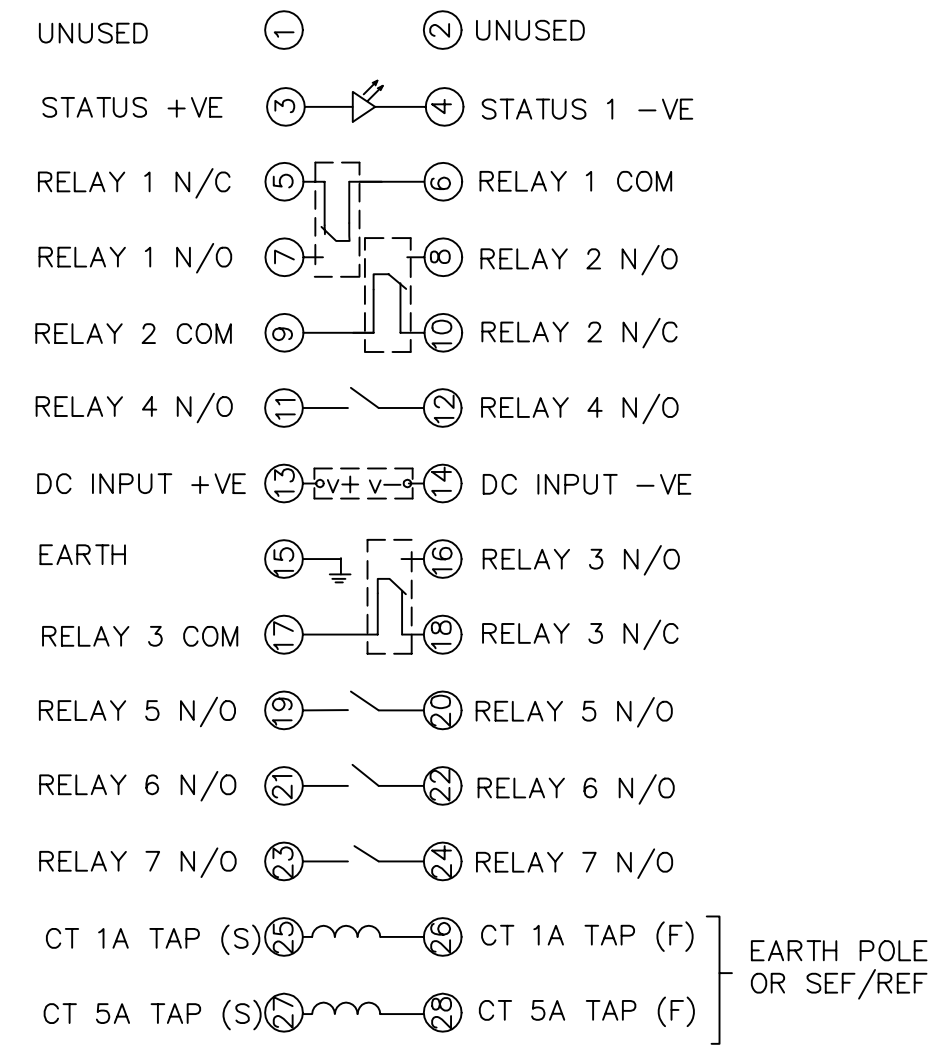 UNUSED 1 2 UNUSED
STATUS +VE 3 4 STATUS 1 −VE
RELAY 1 N/C 5 6 RELAY 1 COM
RELAY 1 N/O 7 8 RELAY 2 N/O
RELAY 2 COM 9 10 RELAY 2 N/C
RELAY 4 N/O 11 12 RELAY 4 N/O
DC INPUT +VE 13 V+ V− 14 DC INPUT −VE
EARTH 15 16 RELAY 3 N/O
RELAY 3 COM 17 18 RELAY 3 N/C
RELAY 5 N/O 19 20 RELAY 5 N/O
RELAY 6 N/O 21 22 RELAY 6 N/O
RELAY 7 N/O 23 24 RELAY 7 N/O
CT 1A TAP (S) 25 26 CT 1A TAP (F)
CT 5A TAP (S) 27 28 CT 5A TAP (F)
EARTH POLE
OR SEF/REF